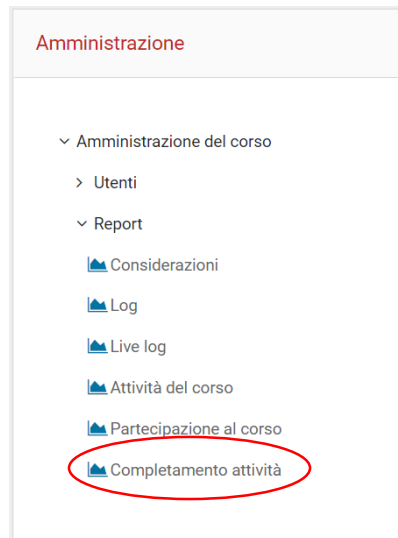 Amministrazione
Amministrazione del corso
Utenti
Report
Considerazioni
Log
Live log
Attività del corso
Partecipazione al corso
Completamento attività